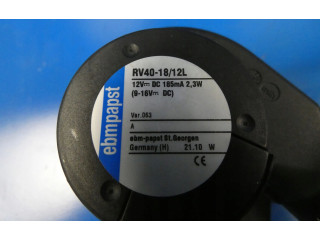 ebmpapst
RV40-18/12L
12V⎓ DC 185mA 2,3W
(8-16V⎓ DC)
Ver.063
A
ebm-papst St.Georgen
Germany (H) 21.10 W
CE